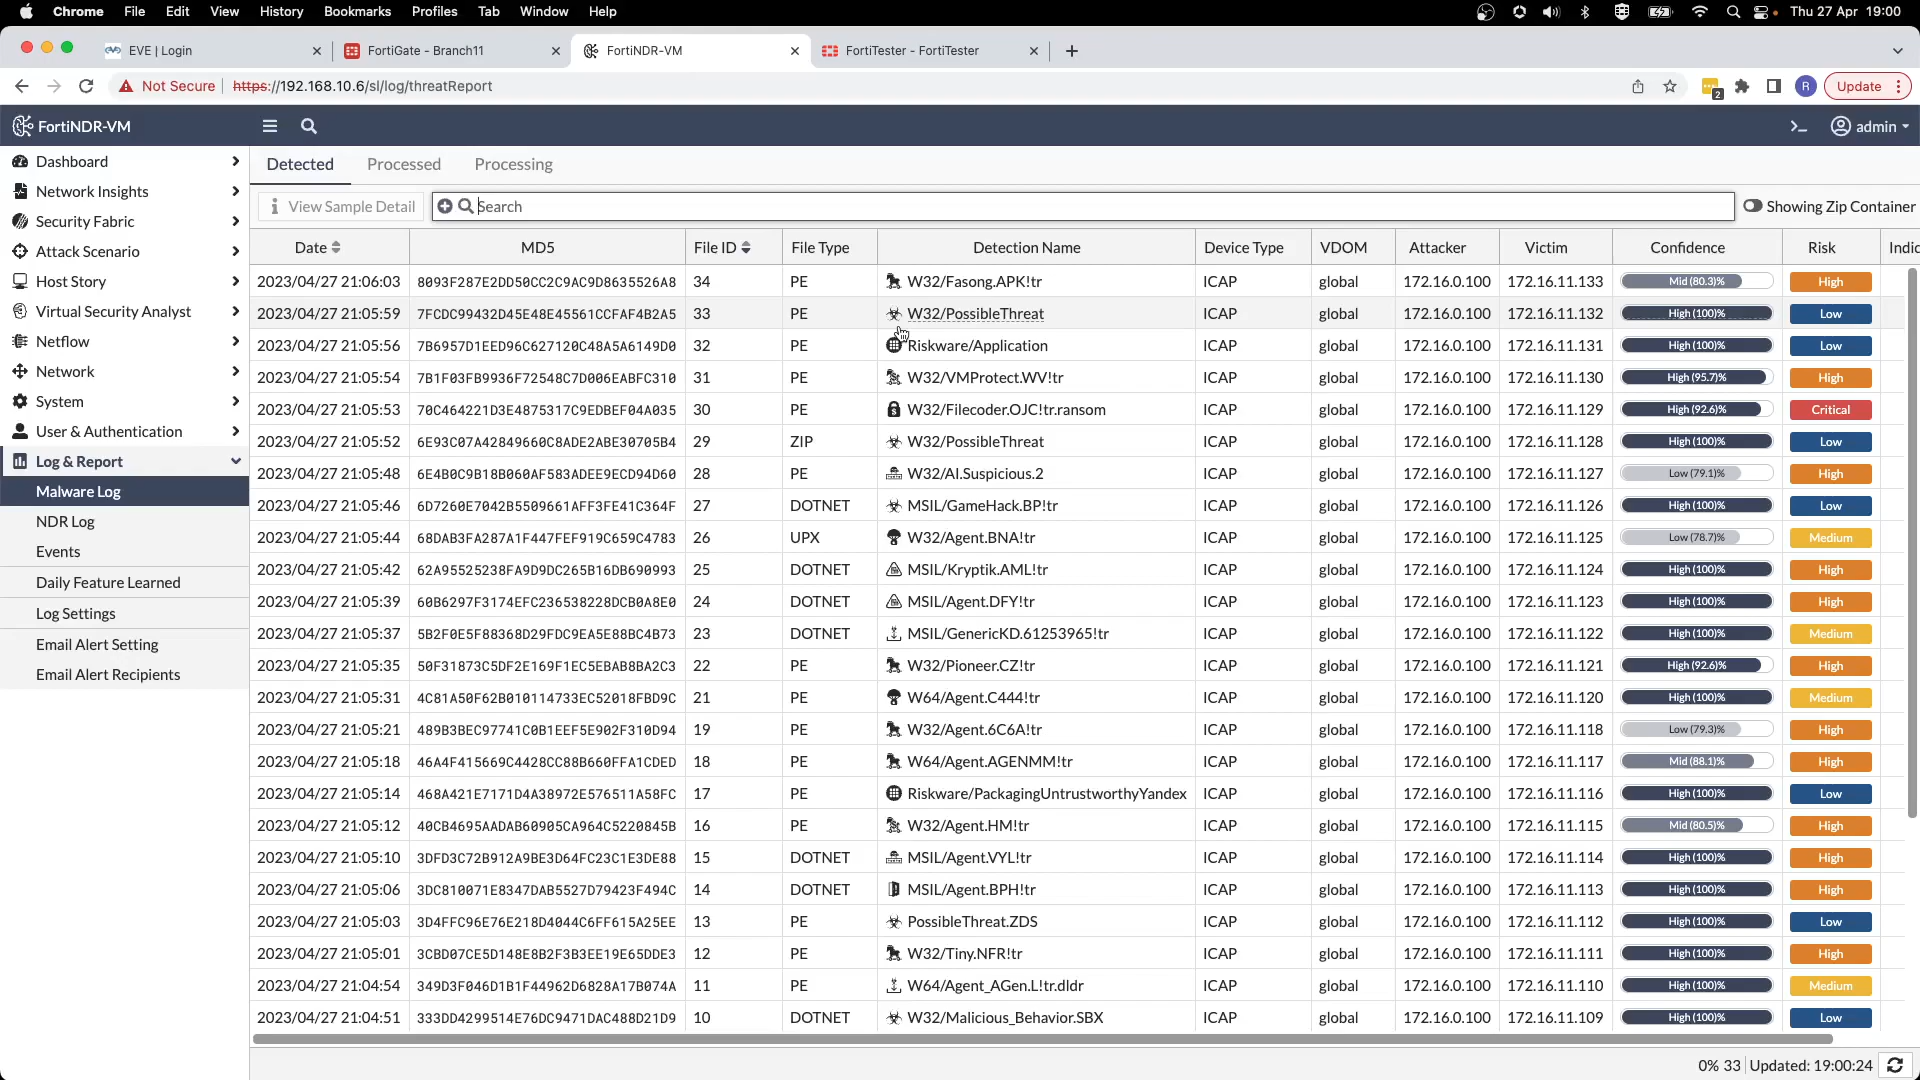 Chrome File Edit View History Bookmarks Profiles Tab Window Help Thu 27 Apr 19:00
EVE | Login FortiGate - Branch11 FortiNDR-VM FortiTester - FortiTester
Not Secure https://192.168.10.6/sl/log/threatReport 2 R Update
FortiNDR-VM admin
Dashboard
Network Insights
Security Fabric
Attack Scenario
Host Story
Virtual Security Analyst
Netflow
Network
System
User & Authentication
Log & Report
Malware Log
NDR Log
Events
Daily Feature Learned
Log Settings
Email Alert Setting
Email Alert Recipients
Detected Processed Processing
View Sample Detail Search Showing Zip Container
Date MD5 File ID File Type Detection Name Device Type VDOM Attacker Victim Confidence Risk Indic
2023/04/27 21:06:03 8093F287E2DD50CC2C9AC9D8635526A8 34 PE W32/Fasong.APK!tr ICAP global 172.16.0.100 172.16.11.133 Mid (80.3)% High
2023/04/27 21:05:59 7FCDC99432D45E48E45561CCFAF4B2A5 33 PE W32/PossibleThreat ICAP global 172.16.0.100 172.16.11.132 High (100)% Low
2023/04/27 21:05:56 7B6957D1EED96C627120C48A5A6149D0 32 PE Riskware/Application ICAP global 172.16.0.100 172.16.11.131 High (100)% Low
2023/04/27 21:05:54 7B1F03FB9936F72548C7D006EABFC310 31 PE W32/VMProtect.WV!tr ICAP global 172.16.0.100 172.16.11.130 High (95.7)% High
2023/04/27 21:05:53 70C464221D3E4875317C9EDBEF04A035 30 PE W32/Filecoder.OJC!tr.ransom ICAP global 172.16.0.100 172.16.11.129 High (92.6)% Critical
2023/04/27 21:05:52 6E93C07A42849660C8ADE2ABE30705B4 29 ZIP W32/PossibleThreat ICAP global 172.16.0.100 172.16.11.128 High (100)% Low
2023/04/27 21:05:48 6E4B0C9B18B060AF583ADEE9ECD94D60 28 PE W32/AI.Suspicious.2 ICAP global 172.16.0.100 172.16.11.127 Low (79.1)% High
2023/04/27 21:05:46 6D7260E7042B5509661AFF3FE41C364F 27 DOTNET MSIL/GameHack.BP!tr ICAP global 172.16.0.100 172.16.11.126 High (100)% Low
2023/04/27 21:05:44 68DAB3FA287A1F447FEF919C659C4783 26 UPX W32/Agent.BNA!tr ICAP global 172.16.0.100 172.16.11.125 Low (78.7)% Medium
2023/04/27 21:05:42 62A95525238FA9D9DC265B16DB690993 25 DOTNET MSIL/Kryptik.AML!tr ICAP global 172.16.0.100 172.16.11.124 High (100)% High
2023/04/27 21:05:39 60B6297F3174EFC236538228DCB0A8E0 24 DOTNET MSIL/Agent.DFY!tr ICAP global 172.16.0.100 172.16.11.123 High (100)% High
2023/04/27 21:05:37 5B2F0E5F88368D29FDC9EA5E88BC4B73 23 DOTNET MSIL/GenericKD.61253965!tr ICAP global 172.16.0.100 172.16.11.122 High (100)% Medium
2023/04/27 21:05:35 50F31873C5DF2E169F1EC5EBAB8BA2C3 22 PE W32/Pioneer.CZ!tr ICAP global 172.16.0.100 172.16.11.121 High (92.6)% High
2023/04/27 21:05:31 4C81A50F62B010114733EC52018FBD9C 21 PE W64/Agent.C444!tr ICAP global 172.16.0.100 172.16.11.120 High (100)% Medium
2023/04/27 21:05:21 489B3BEC97741C0B1EEF5E902F310D94 19 PE W32/Agent.6C6A!tr ICAP global 172.16.0.100 172.16.11.118 Low (79.3)% High
2023/04/27 21:05:18 46A4F415669C4428CC88B660FFA1CDED 18 PE W64/Agent.AGENMM!tr ICAP global 172.16.0.100 172.16.11.117 Mid (88.1)% High
2023/04/27 21:05:14 468A421E7171D4A38972E576511A58FC 17 PE Riskware/PackagingUntrustworthyYandex ICAP global 172.16.0.100 172.16.11.116 High (100)% Low
2023/04/27 21:05:12 40CB4695AADAB60905CA964C5220845B 16 PE W32/Agent.HM!tr ICAP global 172.16.0.100 172.16.11.115 Mid (80.5)% High
2023/04/27 21:05:10 3DFD3C72B912A9BE3D64FC23C1E3DE88 15 DOTNET MSIL/Agent.VYL!tr ICAP global 172.16.0.100 172.16.11.114 High (100)% High
2023/04/27 21:05:06 3DC810071E8347DAB5527D79423F494C 14 DOTNET MSIL/Agent.BPH!tr ICAP global 172.16.0.100 172.16.11.113 High (100)% High
2023/04/27 21:05:03 3D4FFC96E76E218D4044C6FF615A25EE 13 PE PossibleThreat.ZDS ICAP global 172.16.0.100 172.16.11.112 High (100)% Low
2023/04/27 21:05:01 3CBD07CE5D148E8B2F3B3EE19E65DDE3 12 PE W32/Tiny.NFR!tr ICAP global 172.16.0.100 172.16.11.111 High (100)% High
2023/04/27 21:04:54 349D3F046D1B1F44962D6828A17B074A 11 PE W64/Agent_AGen.L!tr.dldr ICAP global 172.16.0.100 172.16.11.110 High (100)% Medium
2023/04/27 21:04:51 333DD4299514E76DC9471DAC488D21D9 10 DOTNET W32/Malicious_Behavior.SBX ICAP global 172.16.0.100 172.16.11.109 High (100)% Low
0% 33 Updated: 19:00:24